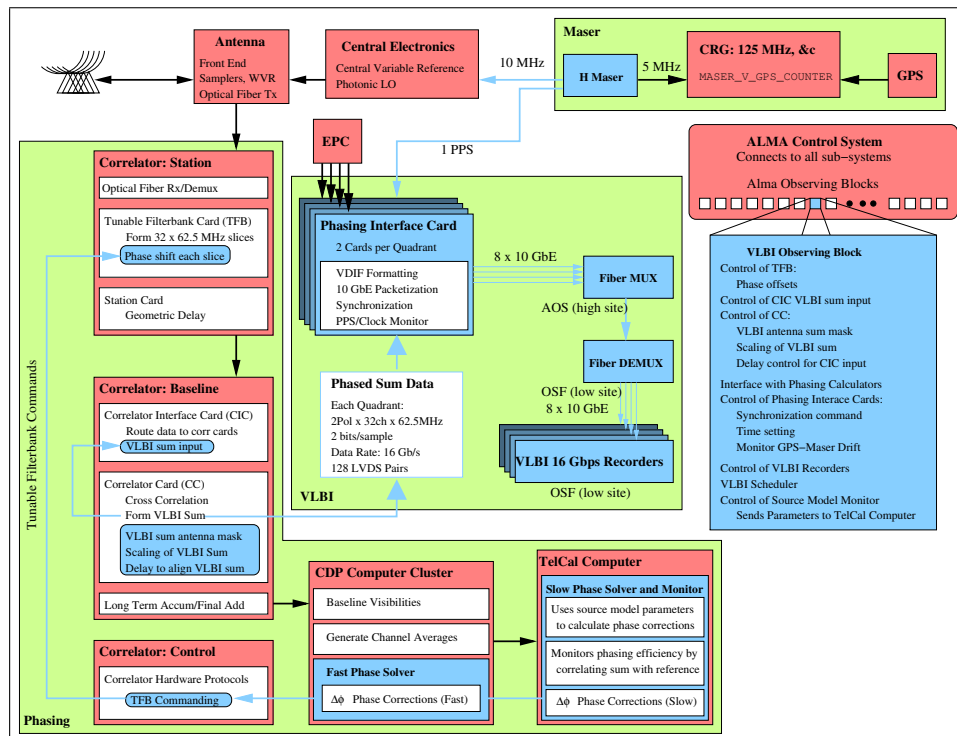 Antenna
Front End
Samplers, WVR
Optical Fiber Tx
Central Electronics
Central Variable Reference
Photonic LO
10 MHz
Maser
H Maser
5 MHz
CRG: 125 MHz, &c
MASER_V_GPS_COUNTER
GPS
1 PPS
EPC
ALMA Control System
Connects to all sub-systems
Alma Observing Blocks
VLBI Observing Block
Control of TFB:
Phase offsets
Control of CIC VLBI sum input
Control of CC:
VLBI antenna sum mask
Scaling of VLBI sum
Delay control for CIC input
Interface with Phasing Calculators
Control of Phasing Interace Cards:
Synchronization command
Time setting
Monitor GPS-Maser Drift
Control of VLBI Recorders
VLBI Scheduler
Control of Source Model Monitor
Sends Parameters to TelCal Computer
Correlator: Station
Optical Fiber Rx/Demux
Tunable Filterbank Card (TFB)
Form 32 x 62.5 MHz slices
Phase shift each slice
Station Card
Geometric Delay
Tunable Filterbank Commands
Phasing Interface Card
2 Cards per Quadrant
VDIF Formatting
10 GbE Packetization
Synchronization
PPS/Clock Monitor
8 x 10 GbE
Fiber MUX
AOS (high site)
Fiber DEMUX
OSF (low site)
8 x 10 GbE
VLBI 16 Gbps Recorders
OSF (low site)
Phased Sum Data
Each Quadrant:
2Pol x 32ch x 62.5MHz
2 bits/sample
Data Rate: 16 Gb/s
128 LVDS Pairs
VLBI
Correlator: Baseline
Correlator Interface Card (CIC)
Route data to corr cards
VLBI sum input
Correlator Card (CC)
Cross Correlation
Form VLBI Sum
VLBI sum antenna mask
Scaling of VLBI Sum
Delay to align VLBI sum
Long Term Accum/Final Add
Correlator: Control
Correlator Hardware Protocols
TFB Commanding
Phasing
CDP Computer Cluster
Baseline Visibilities
Generate Channel Averages
Fast Phase Solver
Δϕ Phase Corrections (Fast)
TelCal Computer
Slow Phase Solver and Monitor
Uses source model parameters
to calculate phase corrections
Monitors phasing efficiency by
correlating sum with reference
Δϕ Phase Corrections (Slow)